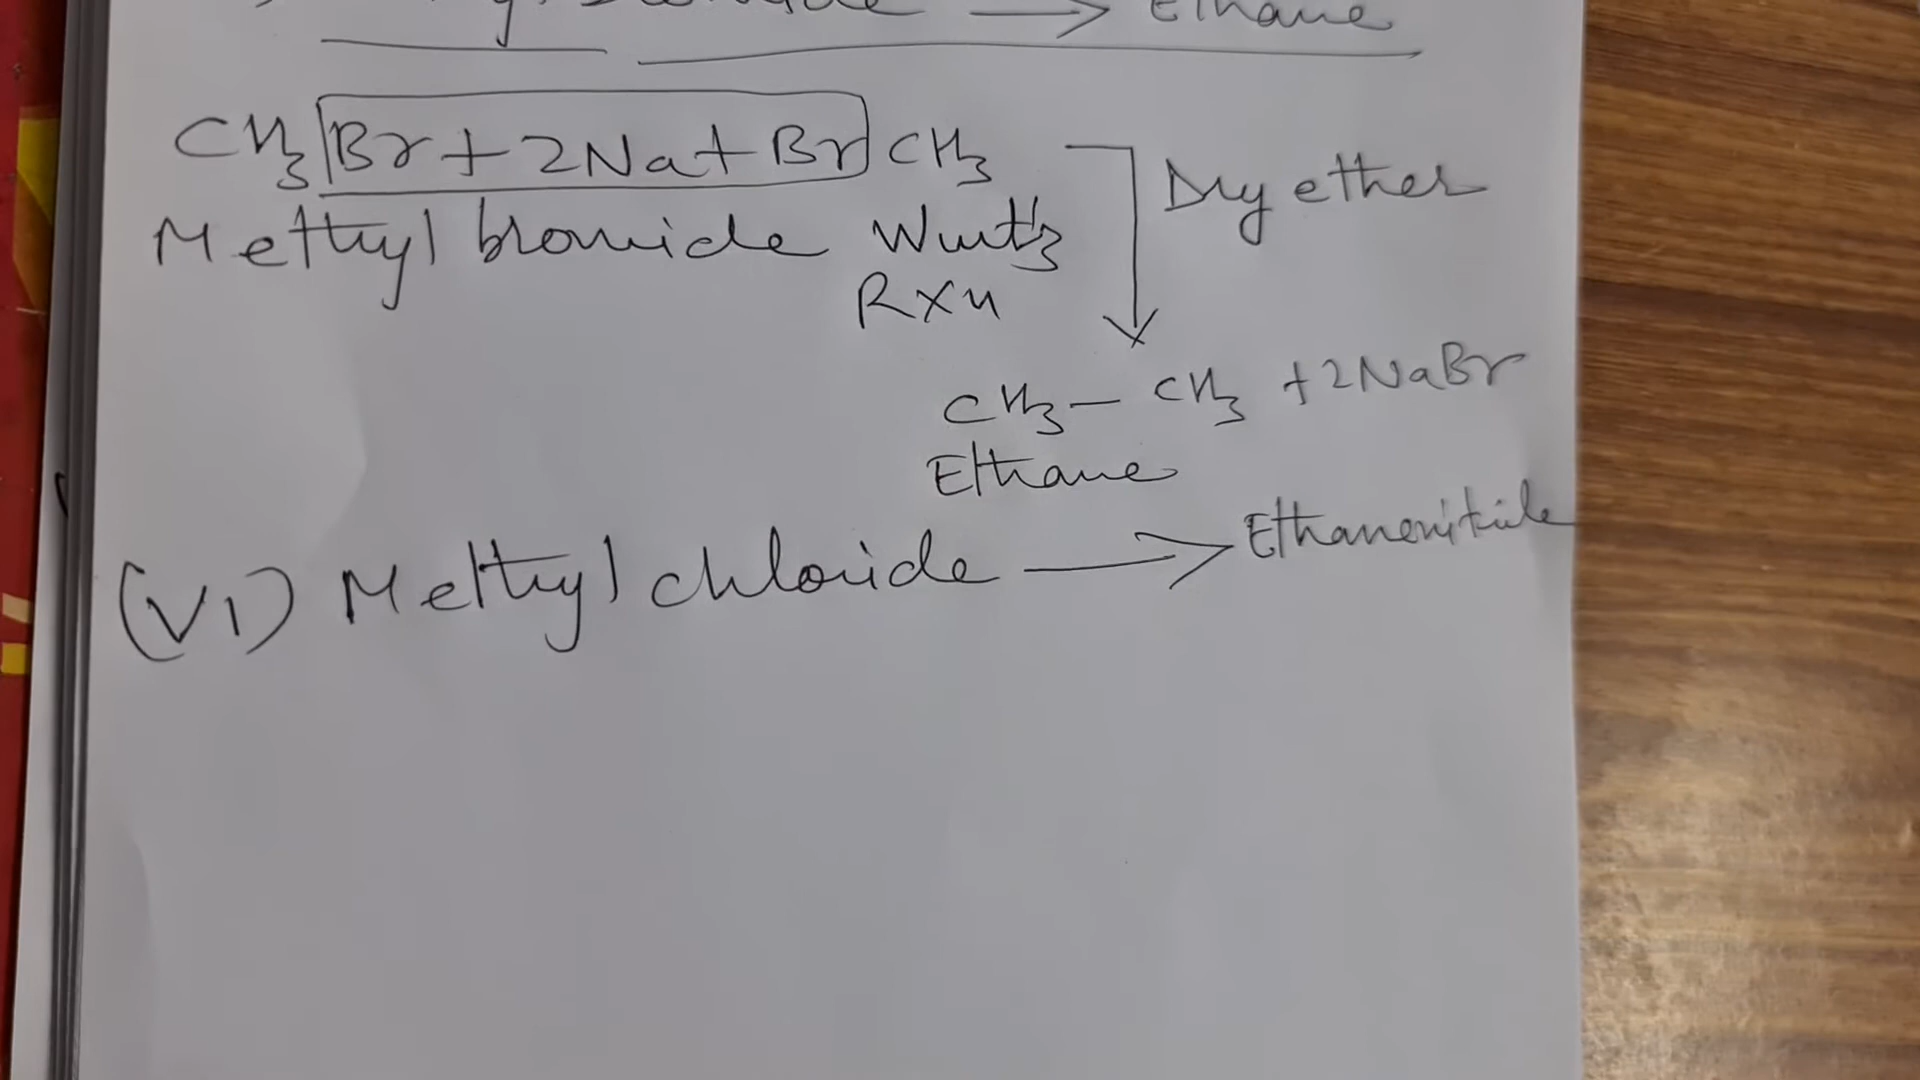 → Ethane
CH3 Br + 2Na + Br CH3
Dry ether
Methyl bromide Wurtz
Rxn
CH3 — CH3 + 2NaBr
Ethane
(VI) Methyl chloride → Ethanenitrile